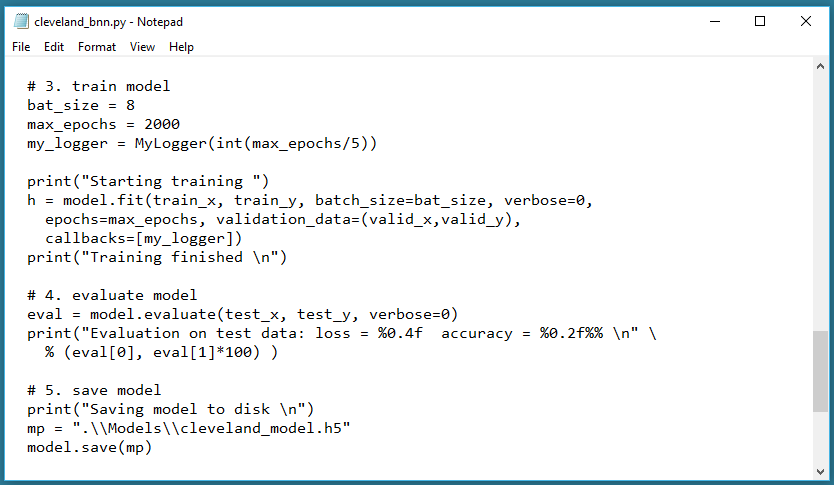 cleveland_bnn.py - Notepad
File Edit Format View Help
# 3. train model
bat_size = 8
max_epochs = 2000
my_logger = MyLogger(int(max_epochs/5))
print("Starting training ")
h = model.fit(train_x, train_y, batch_size=bat_size, verbose=0,
  epochs=max_epochs, validation_data=(valid_x,valid_y),
  callbacks=[my_logger])
print("Training finished \n")
# 4. evaluate model
eval = model.evaluate(test_x, test_y, verbose=0)
print("Evaluation on test data: loss = %0.4f  accuracy = %0.2f%% \n" \
  % (eval[0], eval[1]*100) )
# 5. save model
print("Saving model to disk \n")
mp = ".\\Models\\cleveland_model.h5"
model.save(mp)